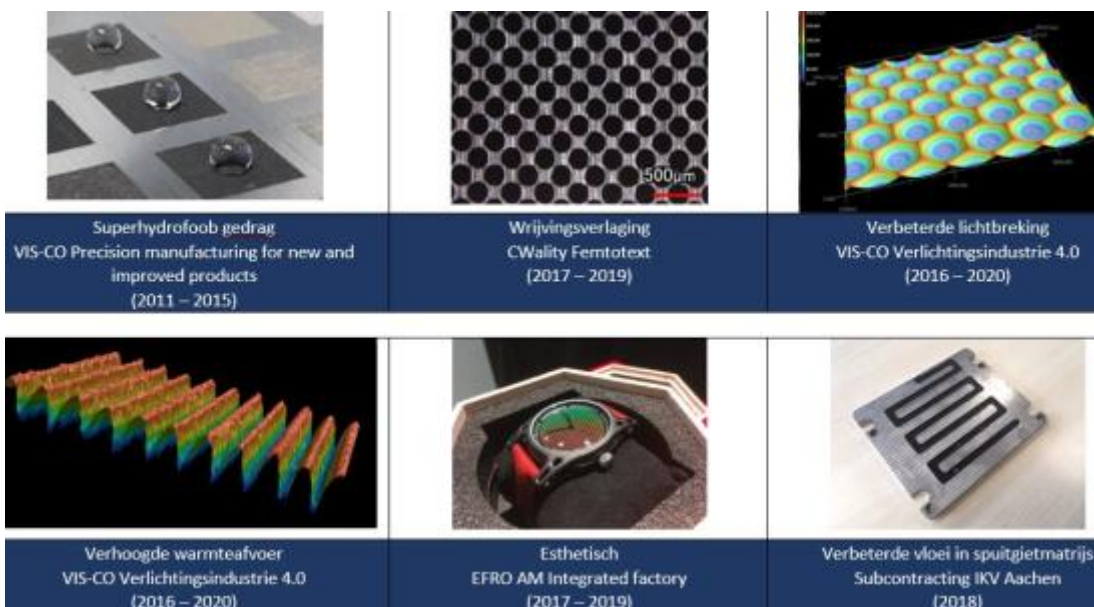 500µm
Superhydrofoob gedrag
VIS-CO Precision manufacturing for new and
improved products
(2011 – 2015)
Wrijvingsverlaging
CWality Femtotext
(2017 – 2019)
Verbeterde lichtbreking
VIS-CO Verlichtingsindustrie 4.0
(2016 – 2020)
Verhoogde warmteafvoer
VIS-CO Verlichtingsindustrie 4.0
(2016 – 2020)
Esthetisch
EFRO AM Integrated factory
(2017 – 2019)
Verbeterde vloei in spuitgietmatrijs
Subcontracting IKV Aachen
(2018)